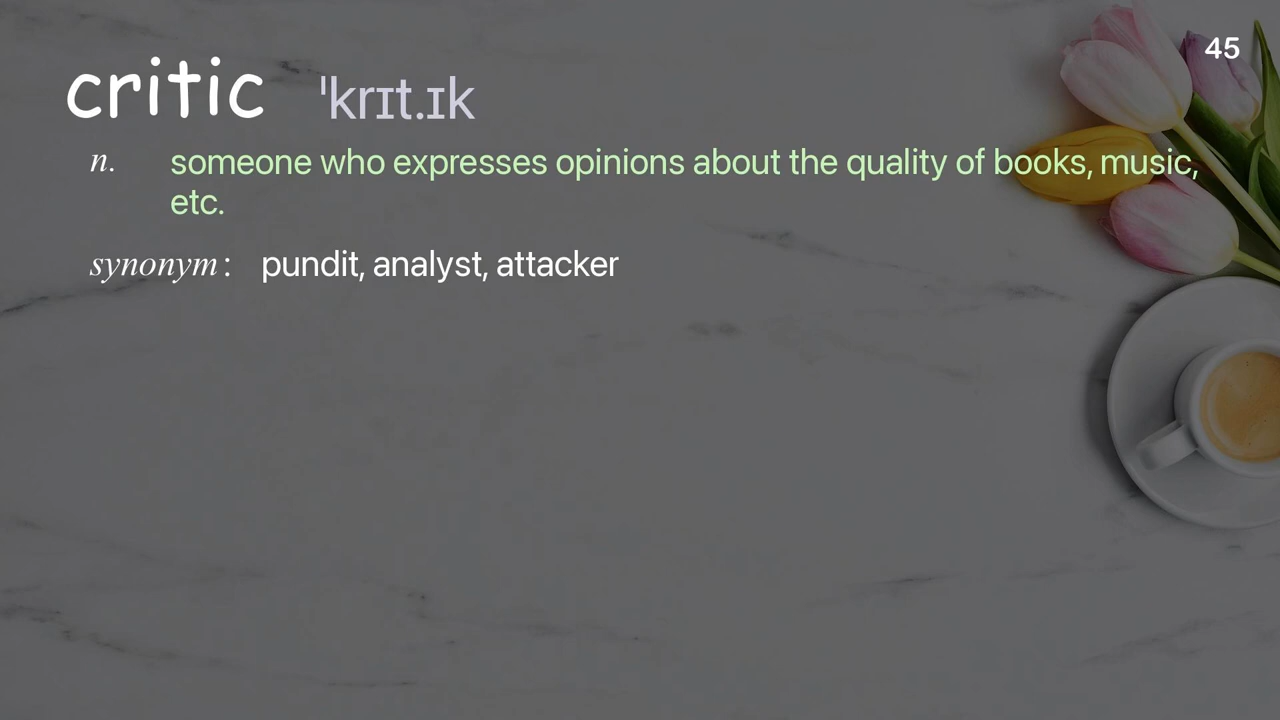 45
critic ˈkrɪt.ɪk
n. someone who expresses opinions about the quality of books, music,
etc.
synonym : pundit, analyst, attacker